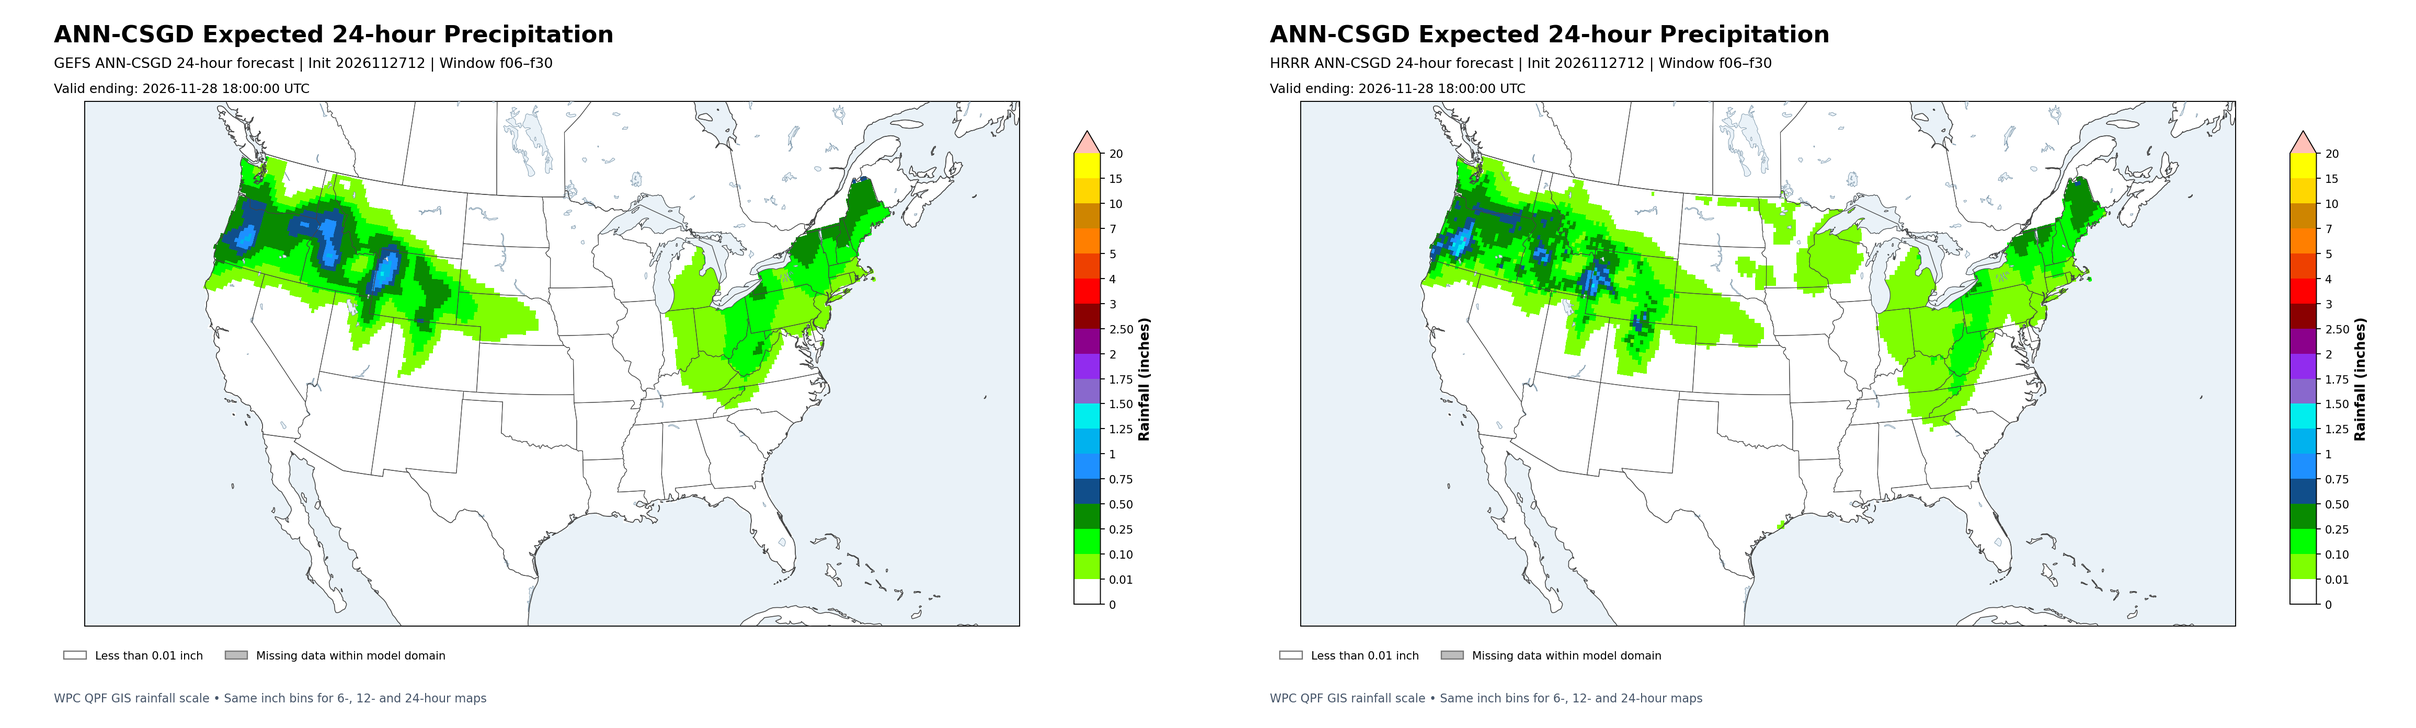 ANN-CSGD Expected 24-hour Precipitation
GEFS ANN-CSGD 24-hour forecast | Init 2026112712 | Window f06–f30
Valid ending: 2026-11-28 18:00:00 UTC
20
15
10
7
5
4
3
2.50
2
1.75
1.50
1.25
1
0.75
0.50
0.25
0.10
0.01
0
Rainfall (inches)
Less than 0.01 inch
Missing data within model domain
WPC QPF GIS rainfall scale • Same inch bins for 6-, 12- and 24-hour maps
ANN-CSGD Expected 24-hour Precipitation
HRRR ANN-CSGD 24-hour forecast | Init 2026112712 | Window f06–f30
Valid ending: 2026-11-28 18:00:00 UTC
20
15
10
7
5
4
3
2.50
2
1.75
1.50
1.25
1
0.75
0.50
0.25
0.10
0.01
0
Rainfall (inches)
Less than 0.01 inch
Missing data within model domain
WPC QPF GIS rainfall scale • Same inch bins for 6-, 12- and 24-hour maps